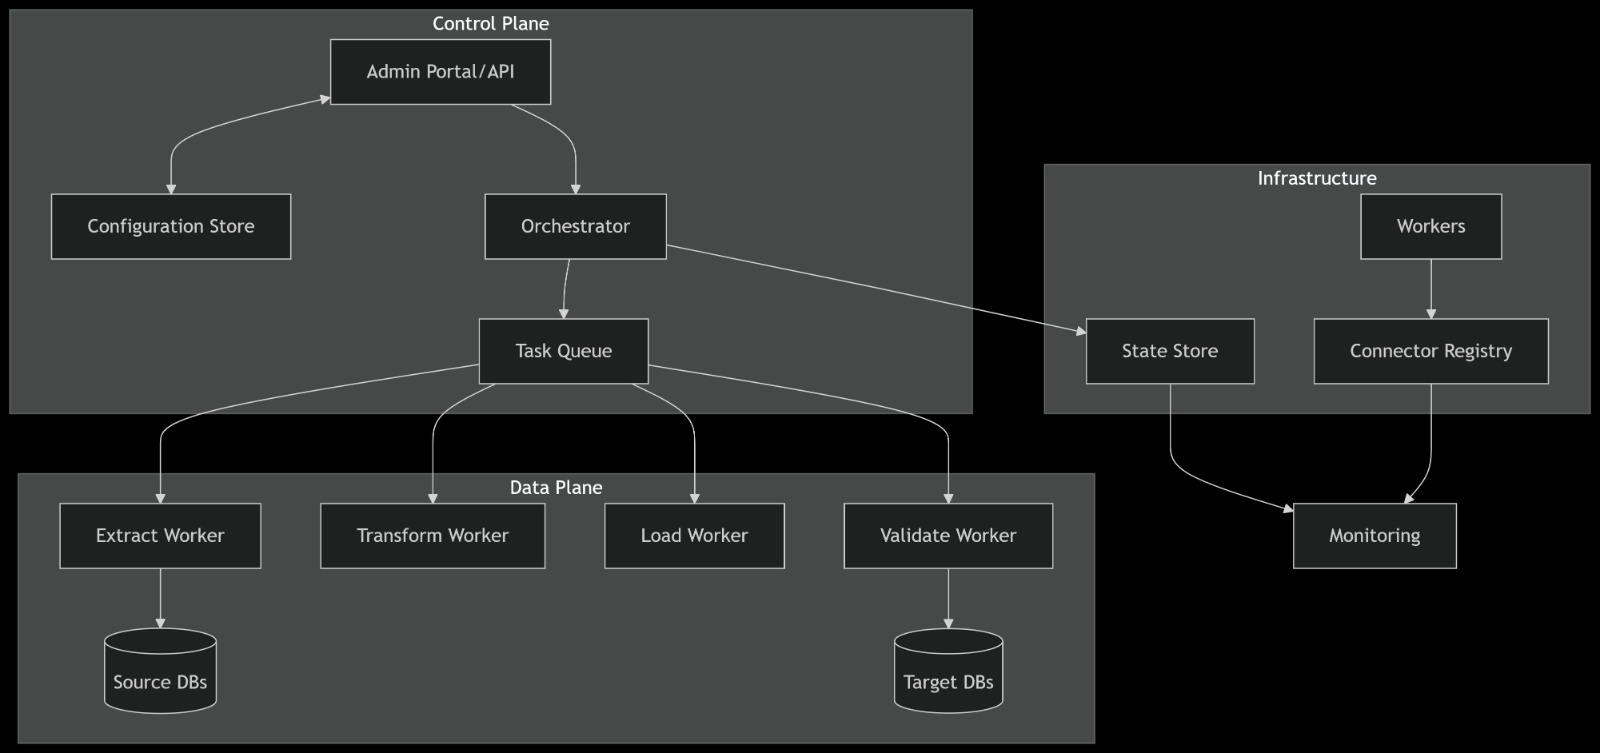 Control Plane
Admin Portal/API
Configuration Store
Orchestrator
Task Queue
Infrastructure
Workers
State Store
Connector Registry
Monitoring
Data Plane
Extract Worker
Transform Worker
Load Worker
Validate Worker
Source DBs
Target DBs